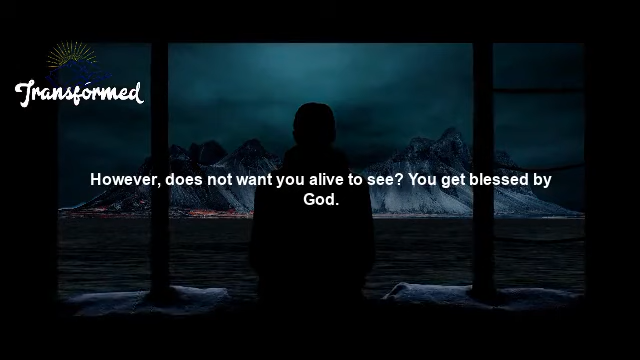 Transformed
However, does not want you alive to see? You get blessed by
God.